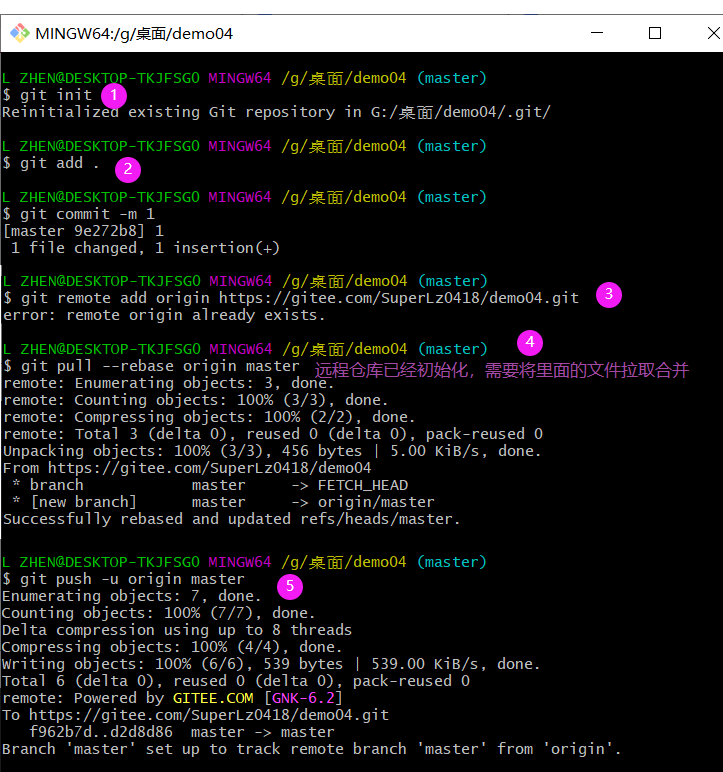 MINGW64:/g/桌面/demo04
L ZHEN@DESKTOP-TKJFSG0 MINGW64 /g/桌面/demo04 (master)
$ git init 1
Reinitialized existing Git repository in G:/桌面/demo04/.git/
L ZHEN@DESKTOP-TKJFSG0 MINGW64 /g/桌面/demo04 (master)
$ git add . 2
L ZHEN@DESKTOP-TKJFSG0 MINGW64 /g/桌面/demo04 (master)
$ git commit -m 1
[master 9e272b8] 1
1 file changed, 1 insertion(+)
L ZHEN@DESKTOP-TKJFSG0 MINGW64 /g/桌面/demo04 (master)
$ git remote add origin https://gitee.com/SuperLz0418/demo04.git 3
error: remote origin already exists.
L ZHEN@DESKTOP-TKJFSG0 MINGW64 /g/桌面/demo04 (master) 4
$ git pull --rebase origin master 远程仓库已经初始化，需要将里面的文件拉取合并
remote: Enumerating objects: 3, done.
remote: Counting objects: 100% (3/3), done.
remote: Compressing objects: 100% (2/2), done.
remote: Total 3 (delta 0), reused 0 (delta 0), pack-reused 0
Unpacking objects: 100% (3/3), 456 bytes | 5.00 KiB/s, done.
From https://gitee.com/SuperLz0418/demo04
* branch master -> FETCH_HEAD
* [new branch] master -> origin/master
Successfully rebased and updated refs/heads/master.
L ZHEN@DESKTOP-TKJFSG0 MINGW64 /g/桌面/demo04 (master)
$ git push -u origin master 5
Enumerating objects: 7, done.
Counting objects: 100% (7/7), done.
Delta compression using up to 8 threads
Compressing objects: 100% (4/4), done.
Writing objects: 100% (6/6), 539 bytes | 539.00 KiB/s, done.
Total 6 (delta 0), reused 0 (delta 0), pack-reused 0
remote: Powered by GITEE.COM [GNK-6.2]
To https://gitee.com/SuperLz0418/demo04.git
f962b7d..d2d8d86 master -> master
Branch 'master' set up to track remote branch 'master' from 'origin'.